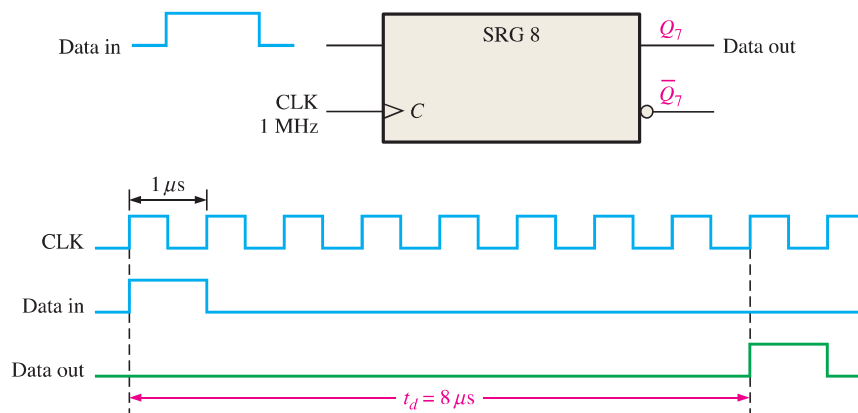 Data in
SRG 8
Q₇
Data out
CLK
1 MHz
C
Q̅₇
1 μs
CLK
Data in
Data out
t_d = 8 μs